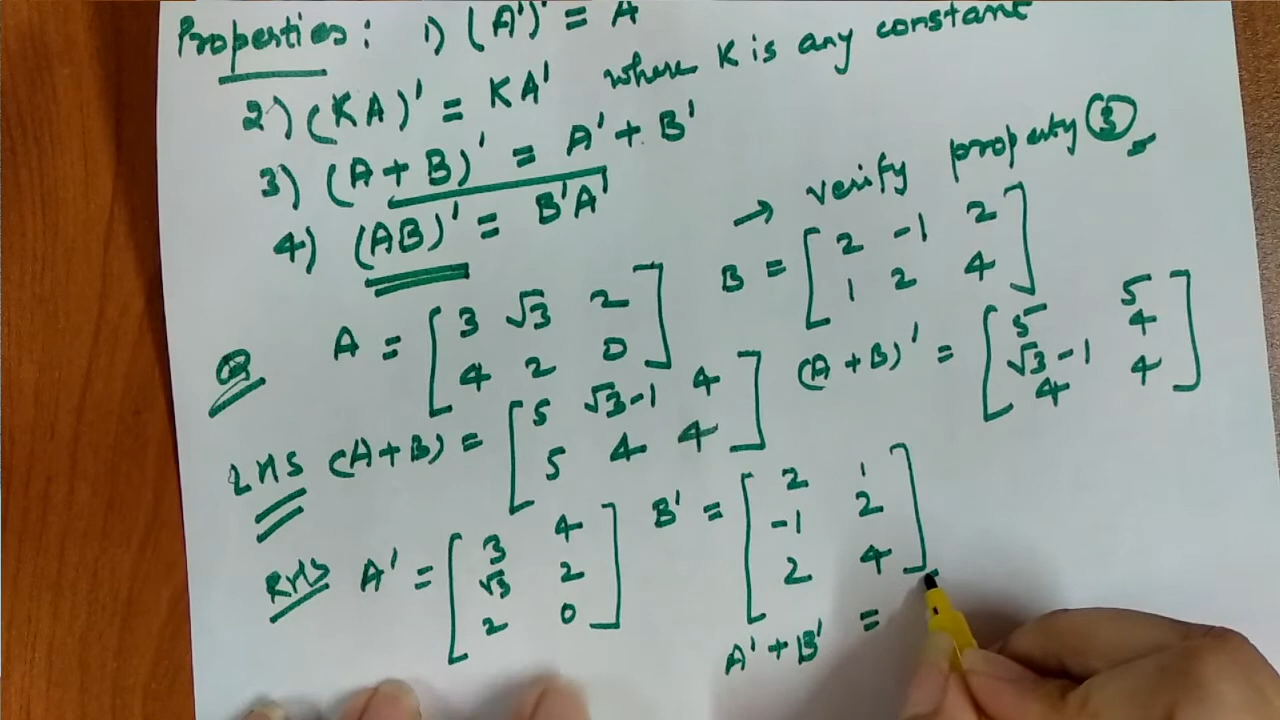 Properties: 1) (A')' = A
2) (KA)' = KA' where K is any constant
3) (A+B)' = A' + B'
4) (AB)' = B'A'
→ verify property (3)
Q A = [3 √3 2
4 2 0]
B = [2 -1 2
1 2 4]
LHS (A+B) = [5 √3-1 4
5 4 4]
(A+B)' = [5 5
√3-1 4
4 4]
RHS A' = [3 4
√3 2
2 0]
B' = [2 1
-1 2
2 4]
A' + B' =